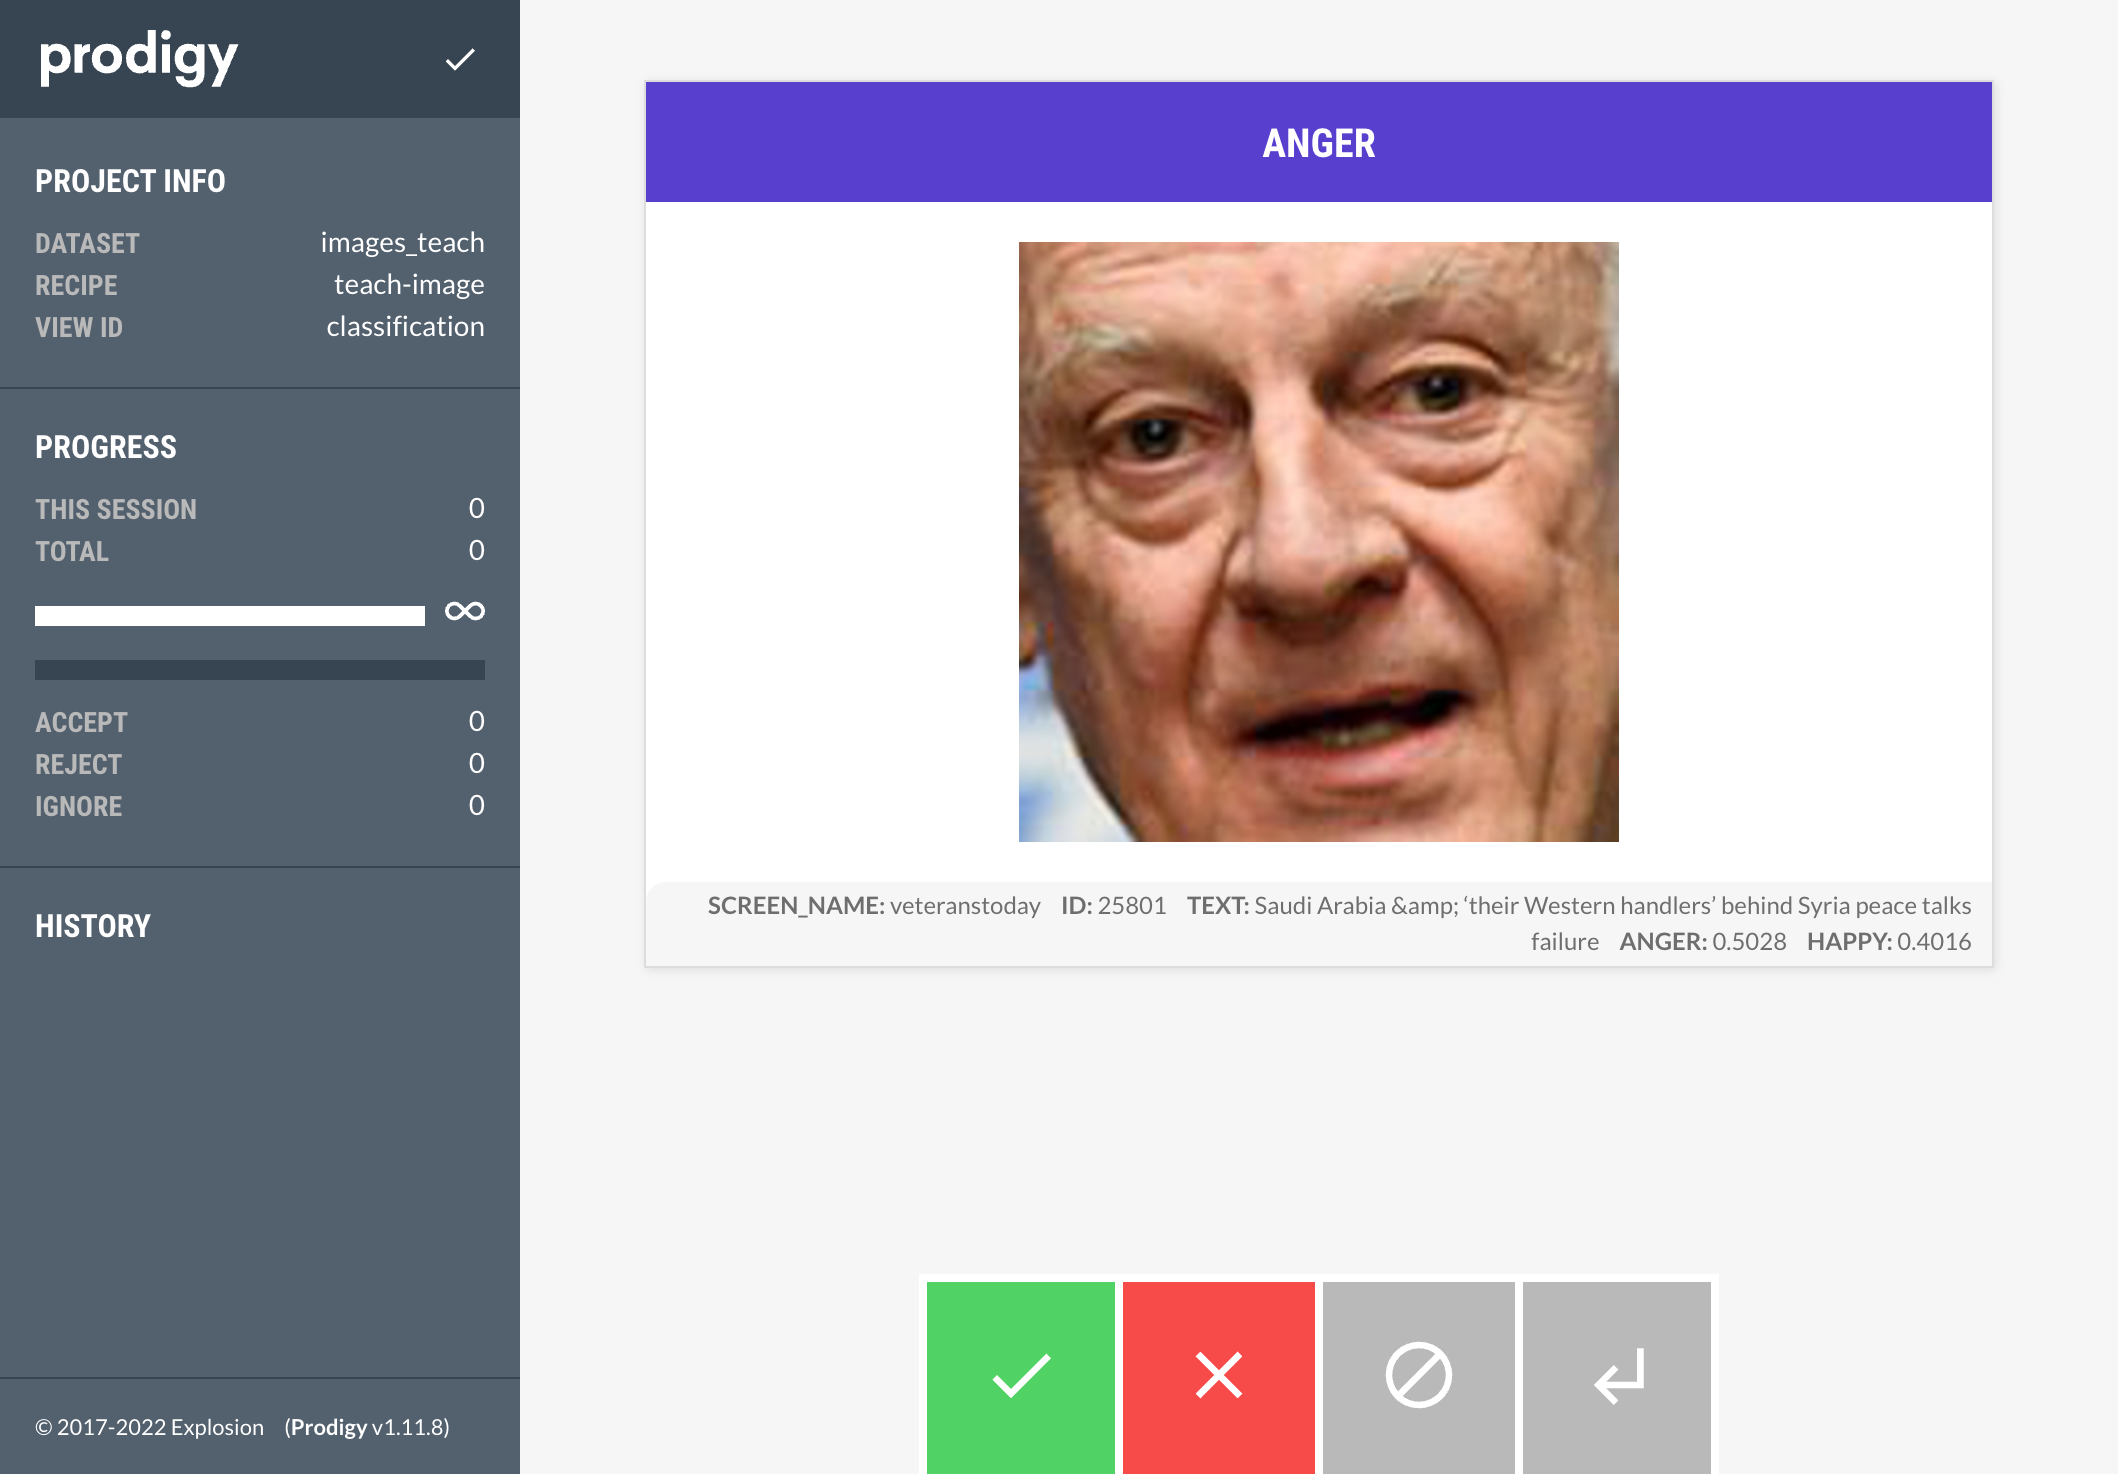 prodigy
PROJECT INFO
DATASET images_teach
RECIPE teach-image
VIEW ID classification
PROGRESS
THIS SESSION 0
TOTAL 0
∞
ACCEPT 0
REJECT 0
IGNORE 0
HISTORY
© 2017-2022 Explosion (Prodigy v1.11.8)
ANGER
SCREEN_NAME: veteranstoday ID: 25801 TEXT: Saudi Arabia &amp; ‘their Western handlers’ behind Syria peace talks
failure ANGER: 0.5028 HAPPY: 0.4016